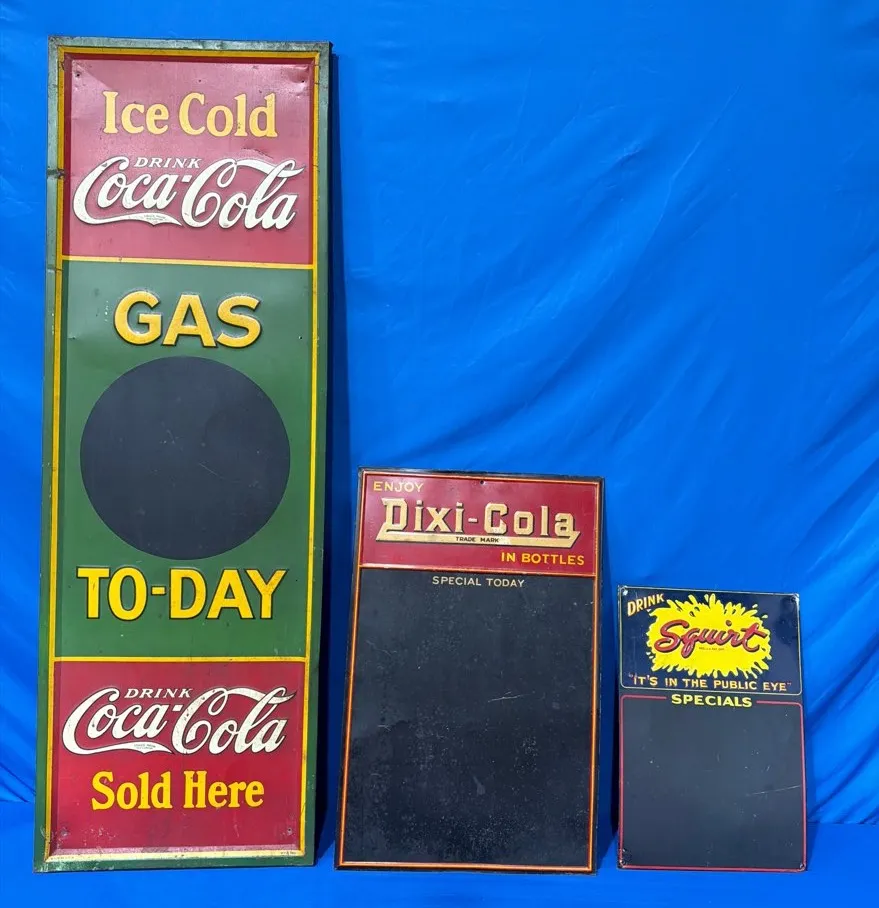 Ice Cold
DRINK
Coca-Cola
GAS
TO-DAY
DRINK
Coca-Cola
Sold Here
ENJOY
Dixi-Cola
TRADE MARK
IN BOTTLES
SPECIAL TODAY
DRINK
Squirt
"IT'S IN THE PUBLIC EYE"
SPECIALS